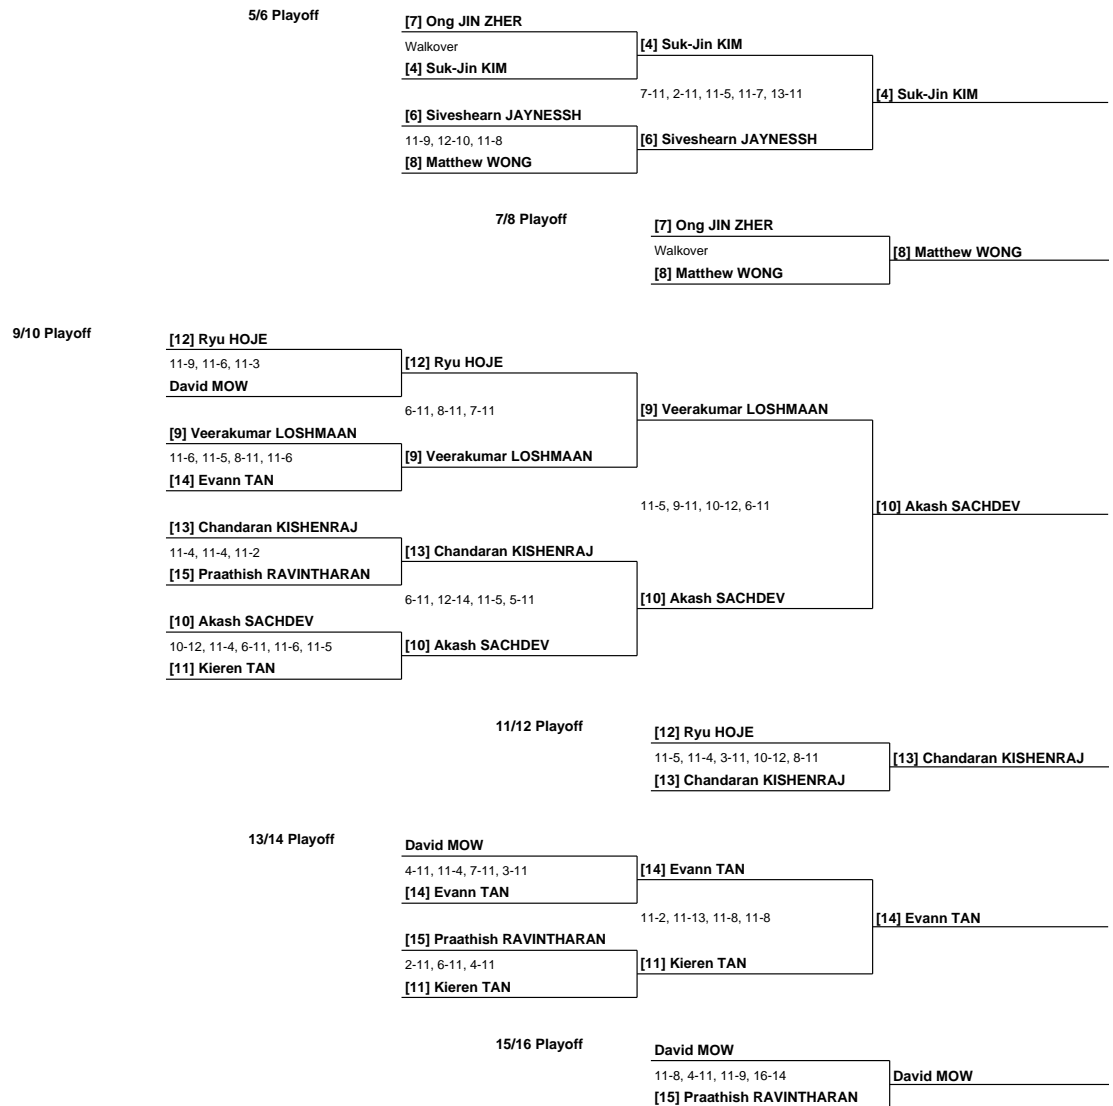 5/6 Playoff
[7] Ong JIN ZHER
Walkover
[4] Suk-Jin KIM
[4] Suk-Jin KIM
7-11, 2-11, 11-5, 11-7, 13-11
[4] Suk-Jin KIM
[6] Siveshearn JAYNESSH
11-9, 12-10, 11-8
[6] Siveshearn JAYNESSH
[8] Matthew WONG
7/8 Playoff
[7] Ong JIN ZHER
Walkover
[8] Matthew WONG
[8] Matthew WONG
9/10 Playoff
[12] Ryu HOJE
11-9, 11-6, 11-3
[12] Ryu HOJE
David MOW
6-11, 8-11, 7-11
[9] Veerakumar LOSHMAAN
[9] Veerakumar LOSHMAAN
11-6, 11-5, 8-11, 11-6
[9] Veerakumar LOSHMAAN
[14] Evann TAN
11-5, 9-11, 10-12, 6-11
[10] Akash SACHDEV
[13] Chandaran KISHENRAJ
11-4, 11-4, 11-2
[13] Chandaran KISHENRAJ
[15] Praathish RAVINTHARAN
6-11, 12-14, 11-5, 5-11
[10] Akash SACHDEV
[10] Akash SACHDEV
10-12, 11-4, 6-11, 11-6, 11-5
[10] Akash SACHDEV
[11] Kieren TAN
11/12 Playoff
[12] Ryu HOJE
11-5, 11-4, 3-11, 10-12, 8-11
[13] Chandaran KISHENRAJ
[13] Chandaran KISHENRAJ
13/14 Playoff
David MOW
4-11, 11-4, 7-11, 3-11
[14] Evann TAN
[14] Evann TAN
11-2, 11-13, 11-8, 11-8
[14] Evann TAN
[15] Praathish RAVINTHARAN
2-11, 6-11, 4-11
[11] Kieren TAN
[11] Kieren TAN
15/16 Playoff
David MOW
11-8, 4-11, 11-9, 16-14
David MOW
[15] Praathish RAVINTHARAN